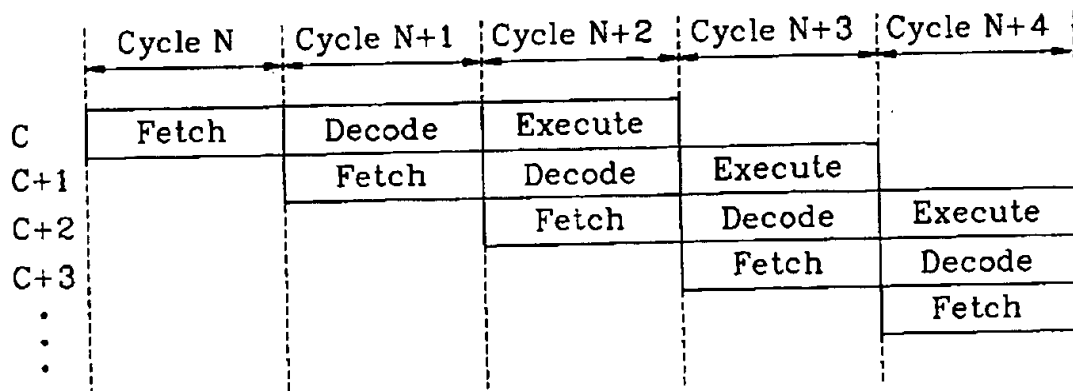 Cycle N Cycle N+1 Cycle N+2 Cycle N+3 Cycle N+4
C Fetch Decode Execute
C+1 Fetch Decode Execute
C+2 Fetch Decode Execute
C+3 Fetch Decode
Fetch